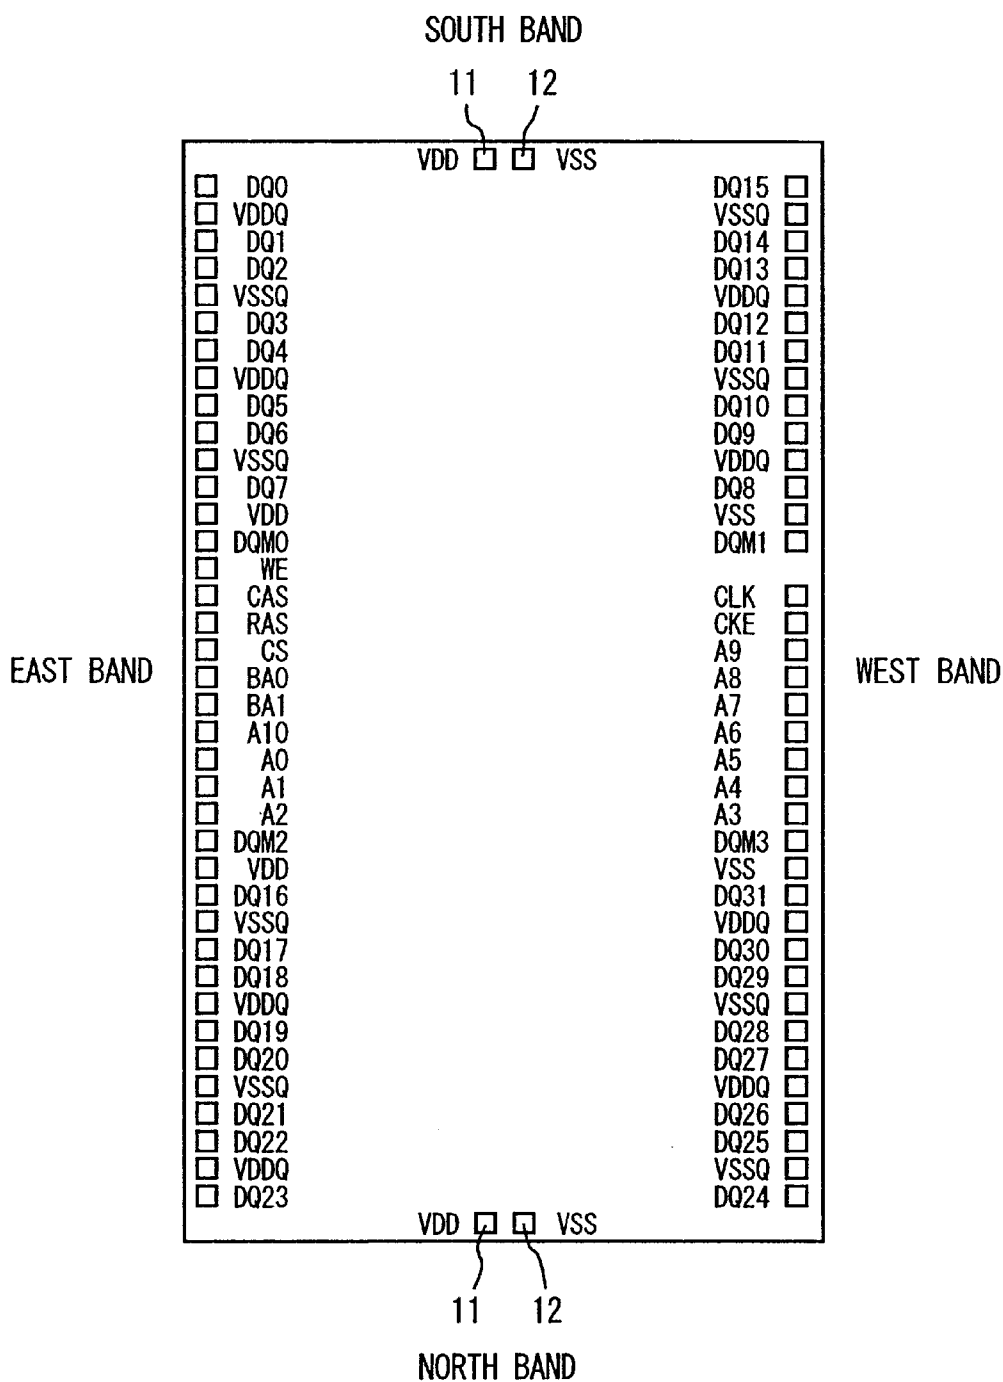 SOUTH BAND
11 12
VDD VSS
DQ0 DQ15
VDDQ VSSQ
DQ1 DQ14
DQ2 DQ13
VSSQ VDDQ
DQ3 DQ12
DQ4 DQ11
VDDQ VSSQ
DQ5 DQ10
DQ6 DQ9
VSSQ VDDQ
DQ7 DQ8
VDD VSS
DQM0 DQM1
WE
CAS CLK
RAS CKE
CS A9
EAST BAND BA0 A8 WEST BAND
BA1 A7
A10 A6
A0 A5
A1 A4
A2 A3
DQM2 DQM3
VDD VSS
DQ16 DQ31
VSSQ VDDQ
DQ17 DQ30
DQ18 DQ29
VDDQ VSSQ
DQ19 DQ28
DQ20 DQ27
VSSQ VDDQ
DQ21 DQ26
DQ22 DQ25
VDDQ VSSQ
DQ23 DQ24
VDD VSS
11 12
NORTH BAND